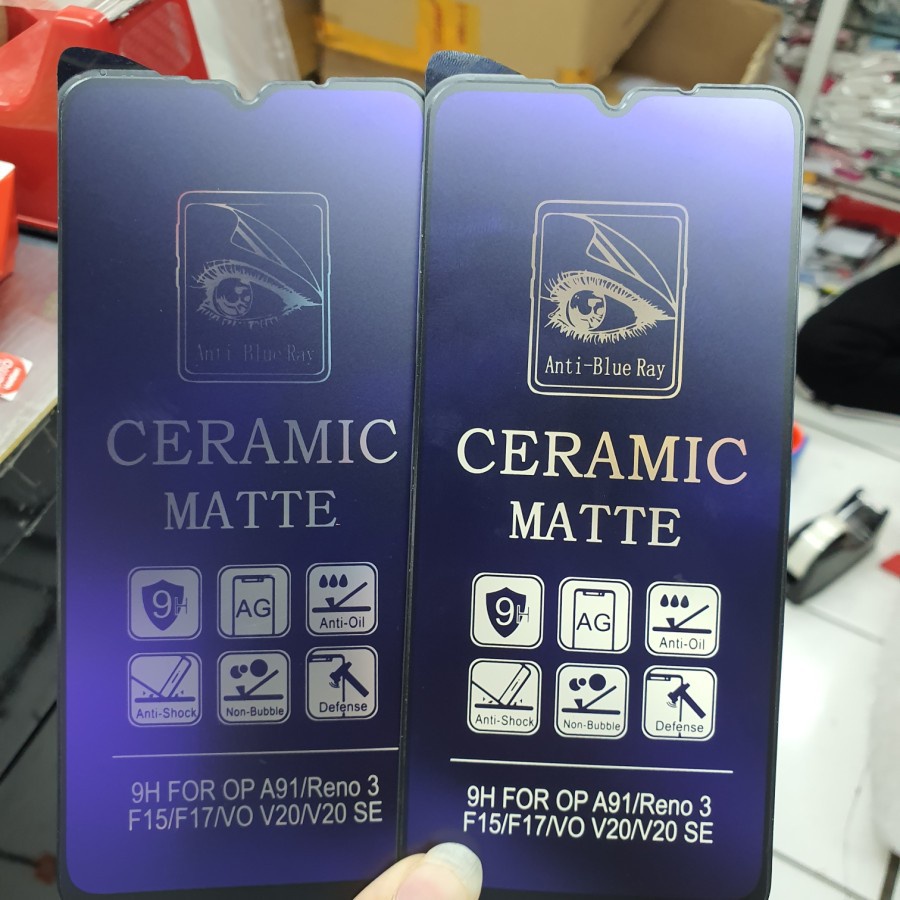 Anti Blue Ray
CERAMIC
MATTE
9H
AG
Anti-Oil
Anti-Shock
Non-Bubble
Defense
9H FOR OP A91/Reno 3
F15/F17/VO V20/V20 SE
Anti-Blue Ray
CERAMIC
MATTE
9H
AG
Anti-Oil
Anti-Shock
Non-Bubble
Defense
9H FOR OP A91/Reno 3
F15/F17/VO V20/V20 SE